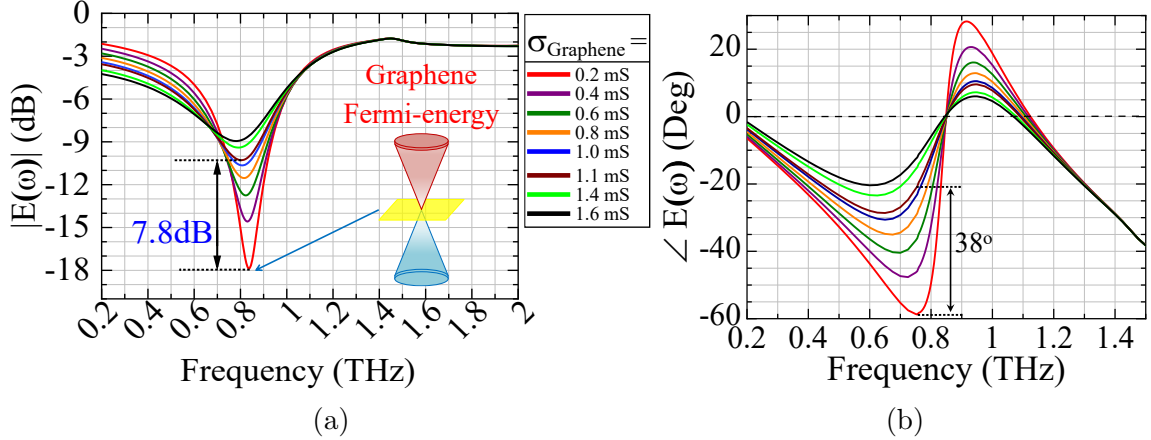 0
-3
-6
-9
-12
-15
-18
|E(ω)| (dB)
7.8dB
Graphene
Fermi-energy
0.2 0.4 0.6 0.8 1.0 1.2 1.4 1.6 1.8 2
Frequency (THz)
(a)
σGraphene=
0.2 mS
0.4 mS
0.6 mS
0.8 mS
1.0 mS
1.1 mS
1.4 mS
1.6 mS
20
0
-20
-40
-60
∠ E(ω) (Deg)
38o
0.2 0.4 0.6 0.8 1 1.2 1.4
Frequency (THz)
(b)